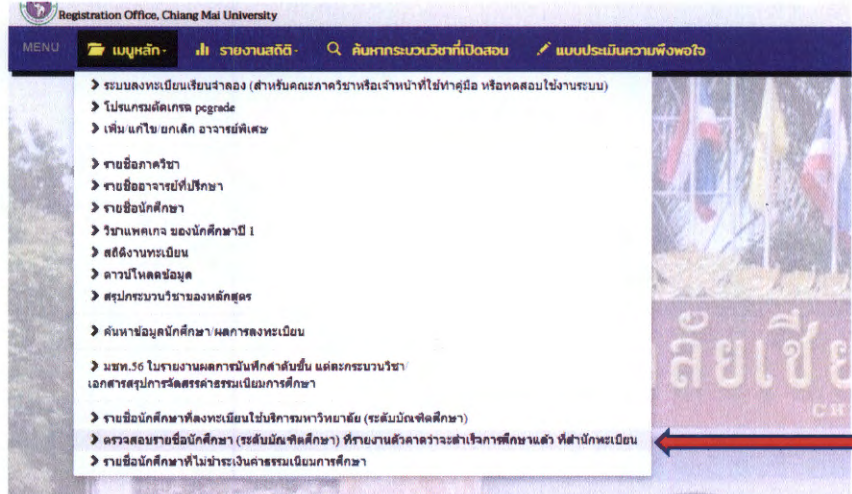 Registration Office, Chiang Mai University
MENU เมนูหลัก รายงานสถิติ ค้นหากระบวนวิชาที่เปิดสอน แบบประเมินความพึงพอใจ
ระบบลงทะเบียนเรียนจำลอง (สำหรับคณะภาควิชาหรือเจ้าหน้าที่ใช้ทำคู่มือ หรือทดสอบใช้งานระบบ)
โปรแกรมตัดเกรด pcgrade
เพิ่ม/แก้ไข/ยกเลิก อาจารย์พิเศษ
รายชื่อภาควิชา
รายชื่ออาจารย์ที่ปรึกษา
รายชื่อนักศึกษา
วิชาแพคเกจ ของนักศึกษาปี 1
สถิติงานทะเบียน
ดาวน์โหลดข้อมูล
สรุปกระบวนวิชาของหลักสูตร
ค้นหาข้อมูลนักศึกษา/ผลการลงทะเบียน
มชท.56 ใบรายงานผลการบันทึกลำดับขั้น แต่ละกระบวนวิชา/
เอกสารสรุปการจัดสรรค่าธรรมเนียมการศึกษา
รายชื่อนักศึกษาที่ลงทะเบียนใช้บริการมหาวิทยาลัย (ระดับบัณฑิตศึกษา)
ตรวจสอบรายชื่อนักศึกษา (ระดับบัณฑิตศึกษา) ที่รายงานตัวคาดว่าจะสำเร็จการศึกษาแล้ว ที่สำนักทะเบียน
รายชื่อนักศึกษาที่ไม่ชำระเงินค่าธรรมเนียมการศึกษา
ลัยเชีย